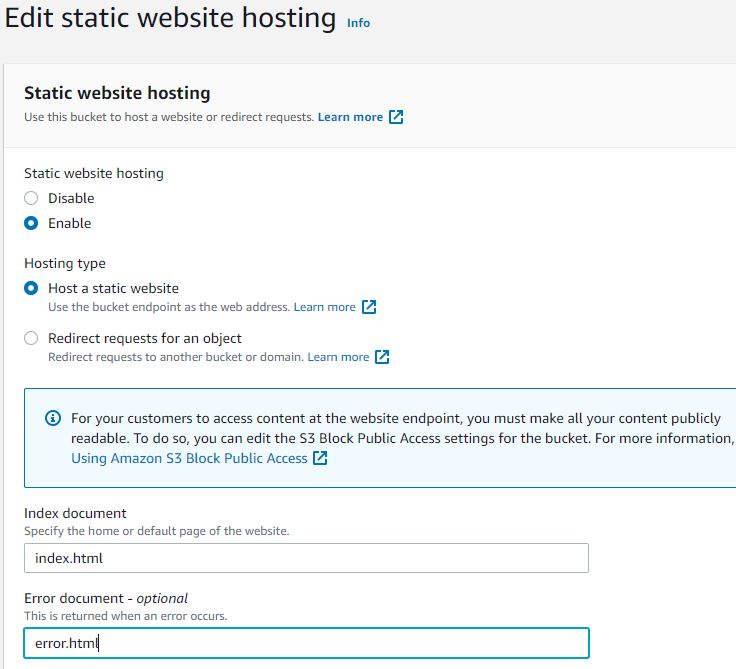 Edit static website hosting Info
Static website hosting
Use this bucket to host a website or redirect requests. Learn more
Static website hosting
Disable
Enable
Hosting type
Host a static website
Use the bucket endpoint as the web address. Learn more
Redirect requests for an object
Redirect requests to another bucket or domain. Learn more
For your customers to access content at the website endpoint, you must make all your content publicly
readable. To do so, you can edit the S3 Block Public Access settings for the bucket. For more information,
Using Amazon S3 Block Public Access
Index document
Specify the home or default page of the website.
index.html
Error document - optional
This is returned when an error occurs.
error.html